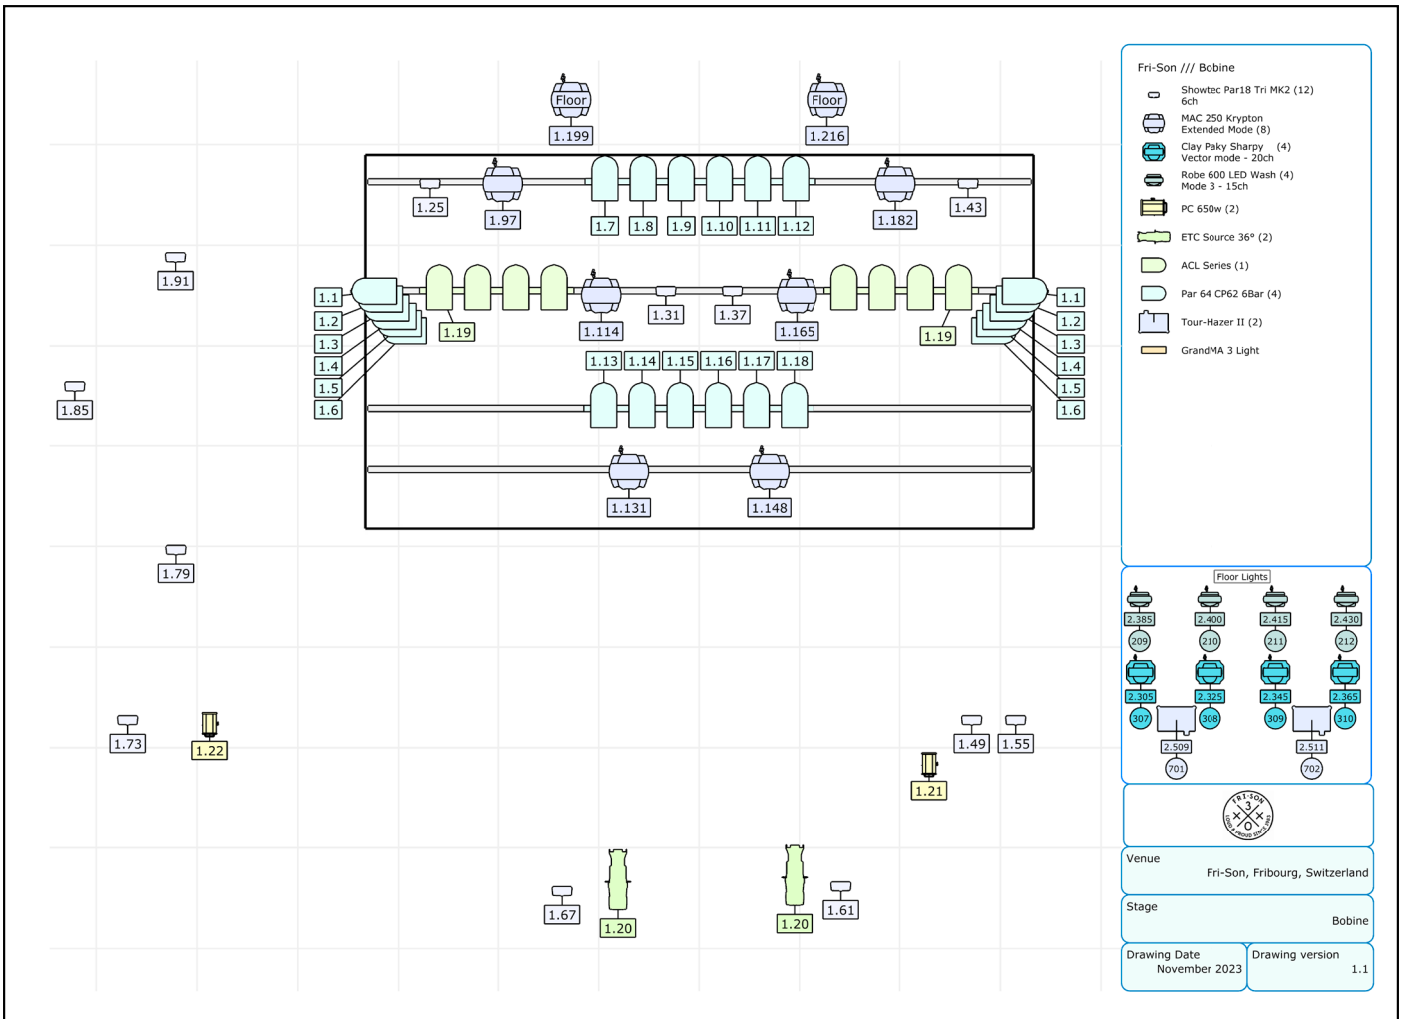 Floor
Floor
1.199
1.216
1.25
1.97
1.7
1.8
1.9
1.10
1.11
1.12
1.182
1.43
1.91
1.1
1.2
1.3
1.4
1.5
1.6
1.19
1.114
1.31
1.37
1.165
1.19
1.1
1.2
1.3
1.4
1.5
1.6
1.13
1.14
1.15
1.16
1.17
1.18
1.85
1.131
1.148
1.79
1.73
1.22
1.49
1.55
1.21
1.67
1.20
1.20
1.61
Fri-Son /// Bobine
Showtec Par18 Tri MK2 (12)
6ch
MAC 250 Krypton
Extended Mode (8)
Clay Paky Sharpy (4)
Vector mode - 20ch
Robe 600 LED Wash (4)
Mode 3 - 15ch
PC 650w (2)
ETC Source 36° (2)
ACL Series (1)
Par 64 CP62 6Bar (4)
Tour-Hazer II (2)
GrandMA 3 Light
Floor Lights
2.385
2.400
2.415
2.430
209
210
211
212
2.305
2.325
2.345
2.365
307
308
309
310
2.509
2.511
701
702
FRI-SON
3
0
Venue
Fri-Son, Fribourg, Switzerland
Stage
Bobine
Drawing Date
November 2023
Drawing version
1.1